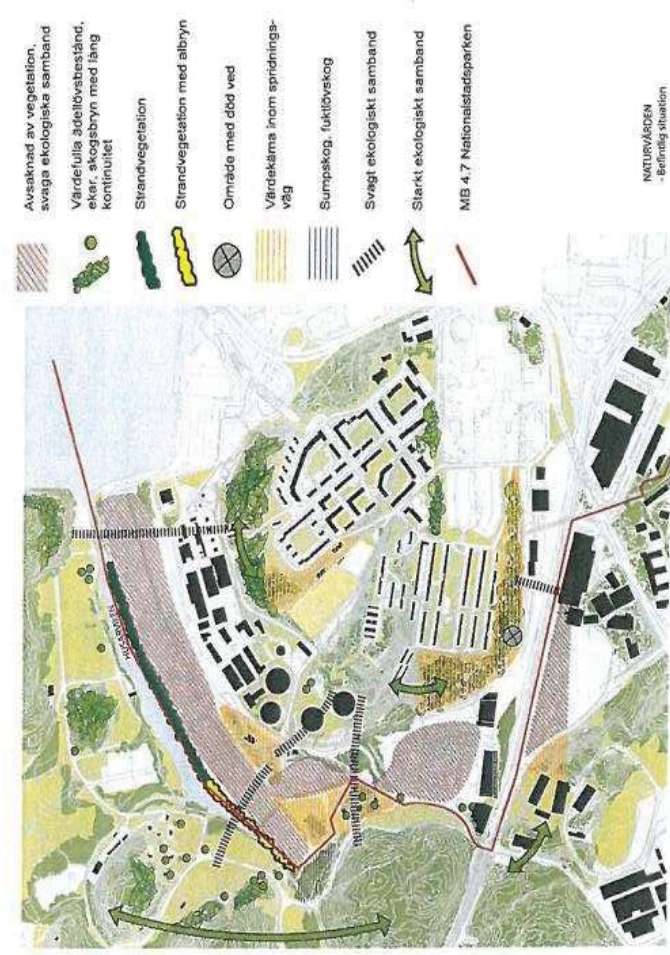 Avsaknad av vegetation,
svaga ekologiska samband
Värdefulla ädellövsbestånd,
ekar, skogsbryn med lång
kontinuitet
Strandvegetation
Strandvegetation med albryn
Område med död ved
Värdekärna inom spridnings-
väg
Sumpskog, fuktlövskog
Svagt ekologiskt samband
Starkt ekologiskt samband
MB 4.7 Nationalstadsparken
NATURVÄRDEN
- Befintlig situation
HUSARVIKEN